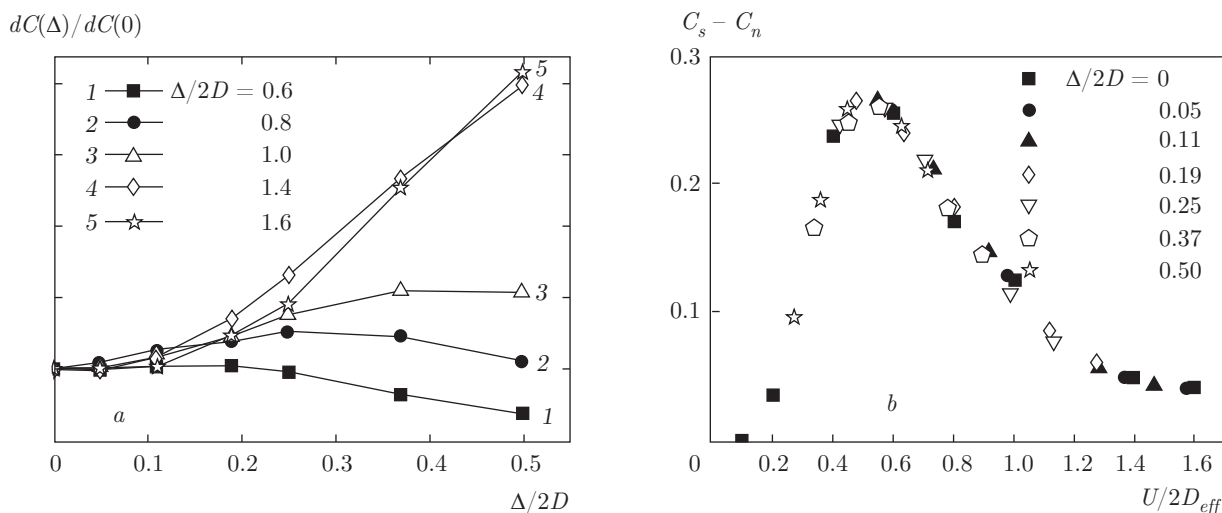 dC(Δ)/dC(0)
1 Δ/2D = 0.6
2 0.8
3 1.0
4 1.4
5 1.6
5
4
3
2
1
a
0 0.1 0.2 0.3 0.4 0.5
Δ/2D
C_s – C_n
0.3
0.2
0.1
Δ/2D = 0
0.05
0.11
0.19
0.25
0.37
0.50
b
0 0.2 0.4 0.6 0.8 1.0 1.2 1.4 1.6
U/2D_eff